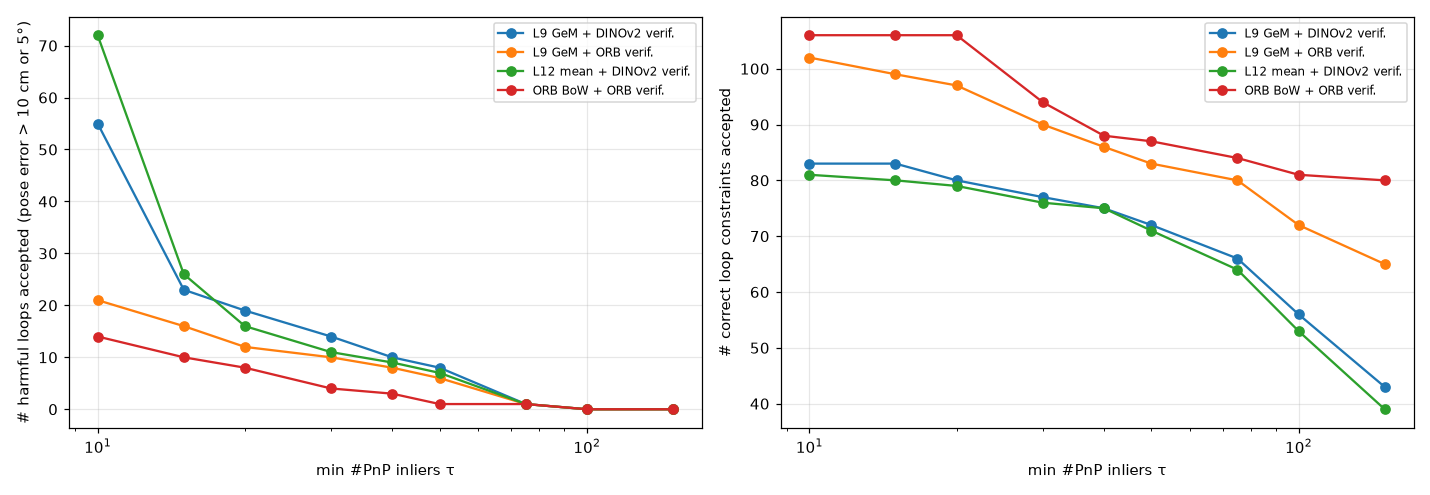 # harmful loops accepted (pose error > 10 cm or 5°)
70
60
50
40
30
20
10
0
10¹
10²
min #PnP inliers τ
L9 GeM + DINOv2 verif.
L9 GeM + ORB verif.
L12 mean + DINOv2 verif.
ORB BoW + ORB verif.
# correct loop constraints accepted
100
90
80
70
60
50
40
10¹
10²
min #PnP inliers τ
L9 GeM + DINOv2 verif.
L9 GeM + ORB verif.
L12 mean + DINOv2 verif.
ORB BoW + ORB verif.